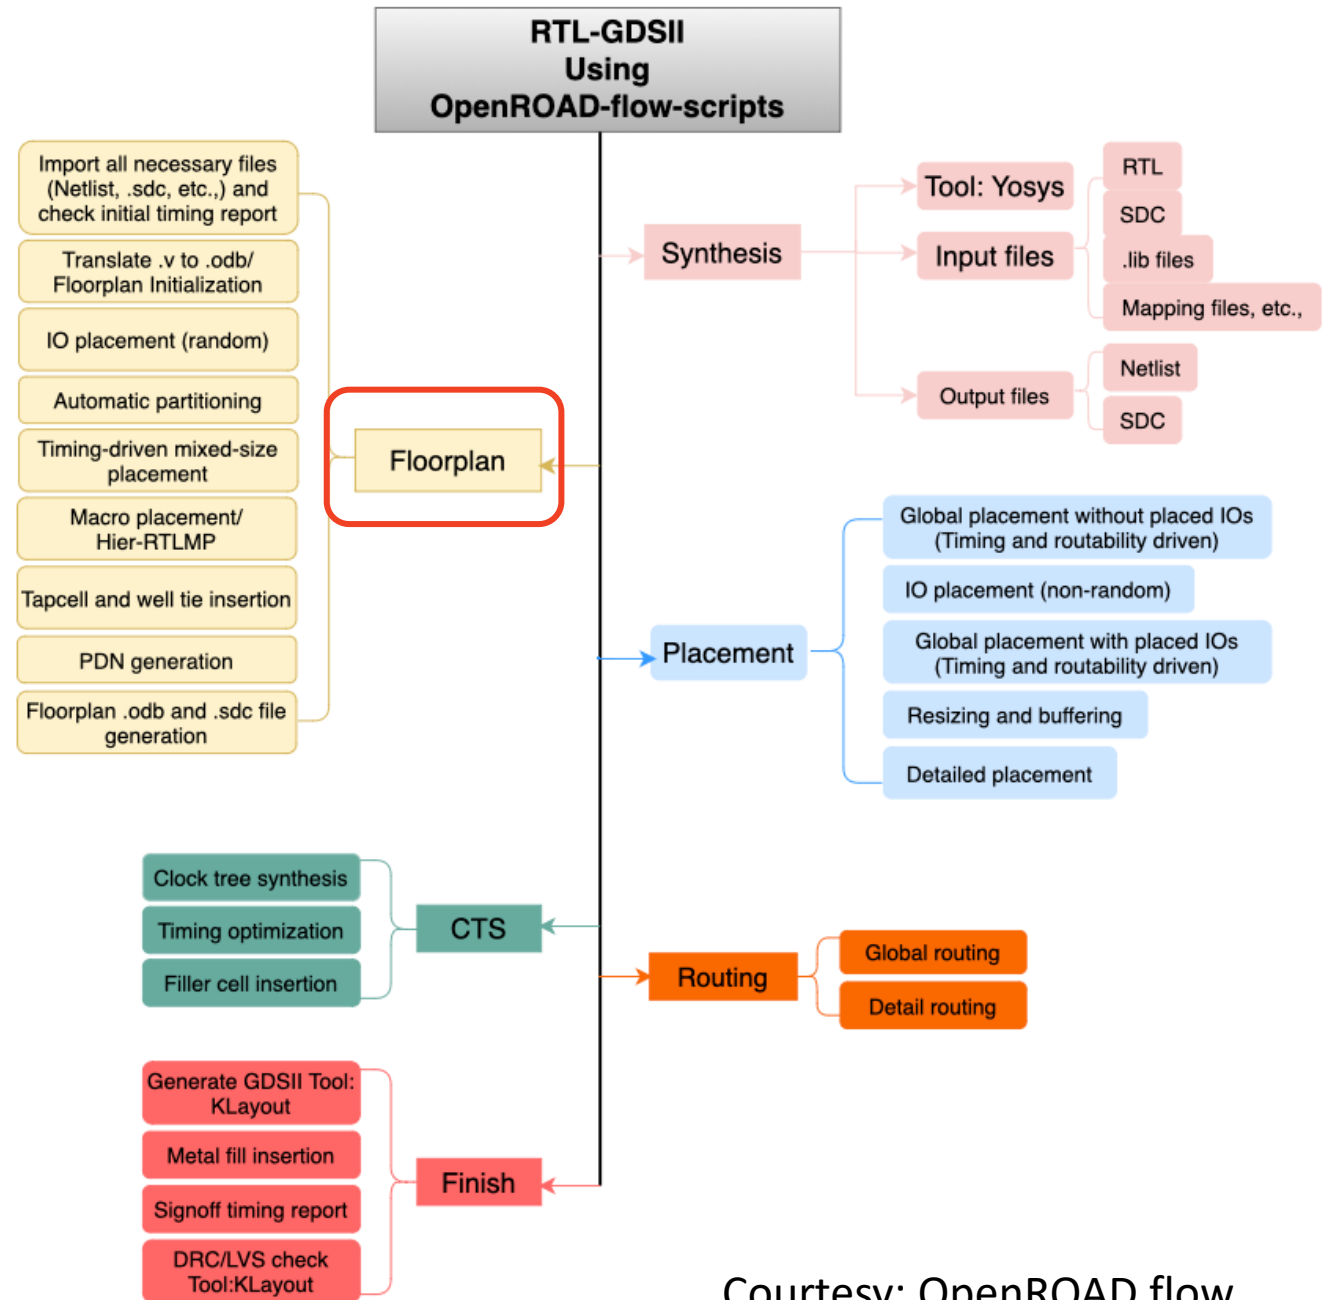 RTL-GDSII
Using
OpenROAD-flow-scripts
Import all necessary files
(Netlist, .sdc, etc.,) and
check initial timing report
Translate .v to .odb/
Floorplan Initialization
IO placement (random)
Automatic partitioning
Timing-driven mixed-size
placement
Macro placement/
Hier-RTLMP
Tapcell and well tie insertion
PDN generation
Floorplan .odb and .sdc file
generation
Floorplan
Synthesis
Tool: Yosys
Input files
RTL
SDC
.lib files
Mapping files, etc.,
Output files
Netlist
SDC
Placement
Global placement without placed IOs
(Timing and routability driven)
IO placement (non-random)
Global placement with placed IOs
(Timing and routability driven)
Resizing and buffering
Detailed placement
Clock tree synthesis
Timing optimization
Filler cell insertion
CTS
Routing
Global routing
Detail routing
Generate GDSII Tool:
KLayout
Metal fill insertion
Signoff timing report
DRC/LVS check
Tool:KLayout
Finish
Courtesy: OpenROAD flow